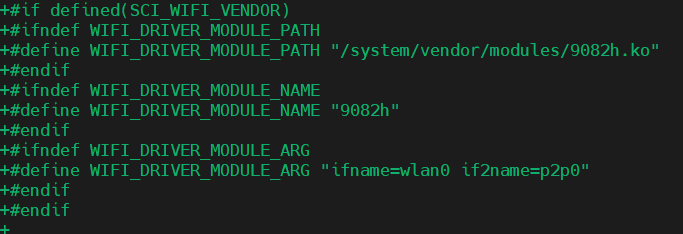 +#if defined(SCI_WIFI_VENDOR)
+#ifndef WIFI_DRIVER_MODULE_PATH
+#define WIFI_DRIVER_MODULE_PATH "/system/vendor/modules/9082h.ko"
+#endif
+#ifndef WIFI_DRIVER_MODULE_NAME
+#define WIFI_DRIVER_MODULE_NAME "9082h"
+#endif
+#ifndef WIFI_DRIVER_MODULE_ARG
+#define WIFI_DRIVER_MODULE_ARG "ifname=wlan0 if2name=p2p0"
+#endif
+#endif
+